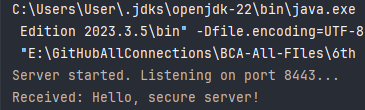 C:\Users\User\.jdks\openjdk-22\bin\java.exe
Edition 2023.3.5\bin" -Dfile.encoding=UTF-8
"E:\GitHubAllConnections\BCA-All-FIles\6th
Server started. Listening on port 8443...
Received: Hello, secure server!